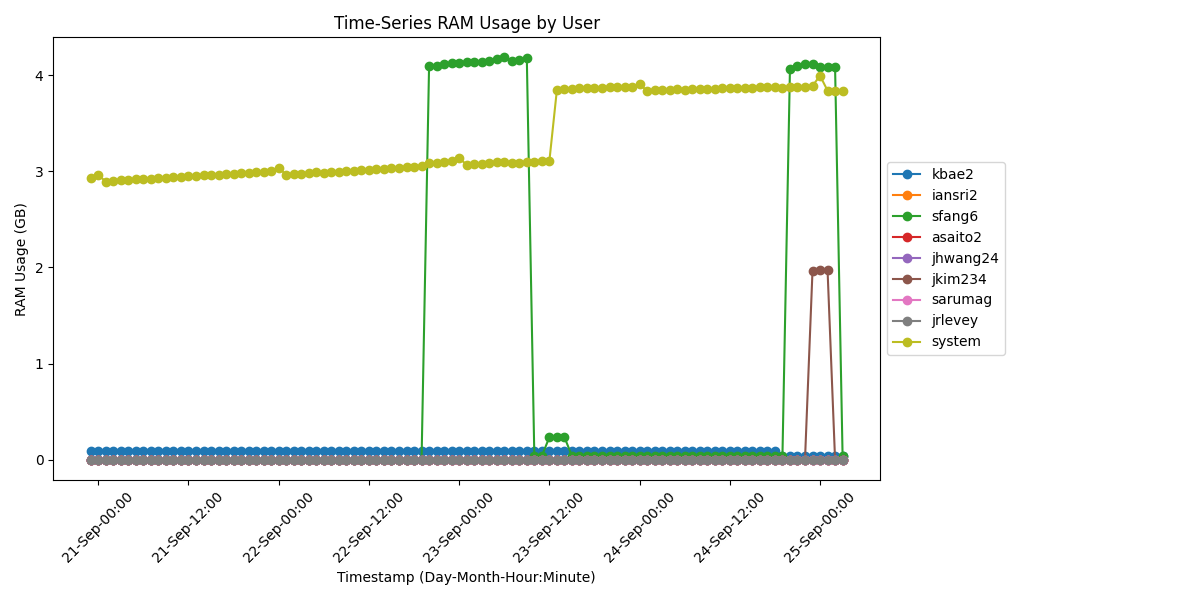 Time-Series RAM Usage by User
RAM Usage (GB)
4
3
2
1
0
21-Sep-00:00
21-Sep-12:00
22-Sep-00:00
22-Sep-12:00
23-Sep-00:00
23-Sep-12:00
24-Sep-00:00
24-Sep-12:00
25-Sep-00:00
Timestamp (Day-Month-Hour:Minute)
kbae2
iansri2
sfang6
asaito2
jhwang24
jkim234
sarumag
jrlevey
system